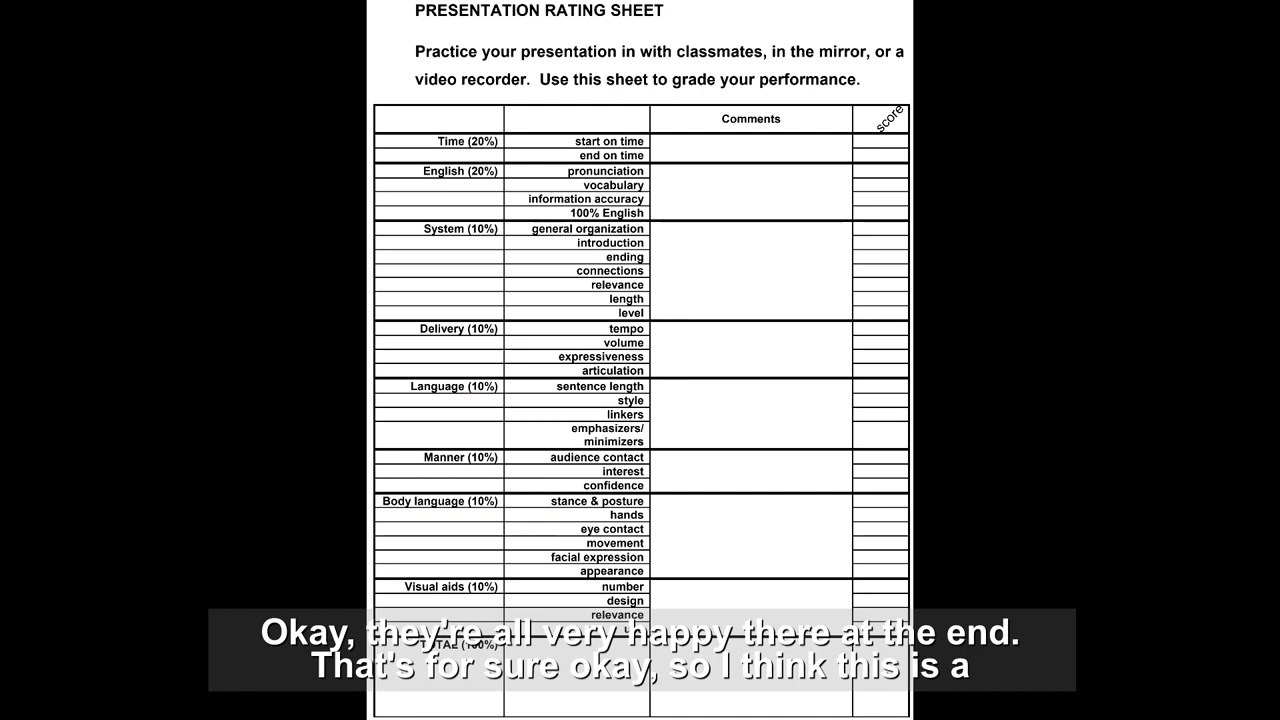 PRESENTATION RATING SHEET
Practice your presentation in with classmates, in the mirror, or a
video recorder. Use this sheet to grade your performance.
Comments score
Time (20%) start on time
end on time
English (20%) pronunciation
vocabulary
information accuracy
100% English
System (10%) general organization
introduction
ending
connections
relevance
length
level
Delivery (10%) tempo
volume
expressiveness
articulation
Language (10%) sentence length
style
linkers
emphasizers/
minimizers
Manner (10%) audience contact
interest
confidence
Body language (10%) stance & posture
hands
eye contact
movement
facial expression
appearance
Visual aids (10%) number
design
relevance
TOTAL (100%)
Okay, they're all very happy there at the end.
That's for sure okay, so I think this is a